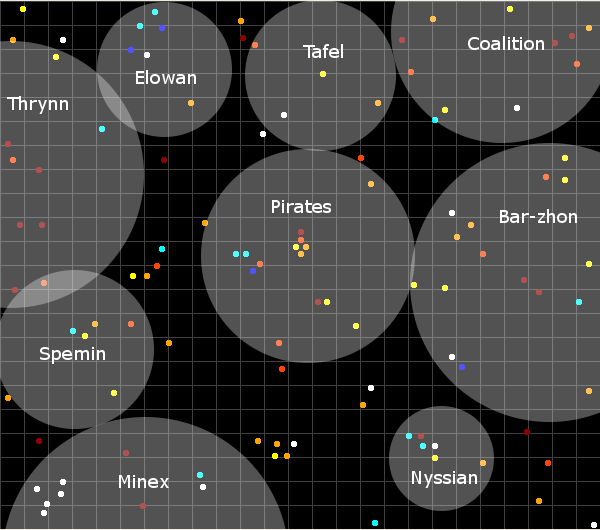 Tafel
Coalition
Elowan
Thrynn
Pirates
Bar-zhon
Spemin
Minex
Nyssian